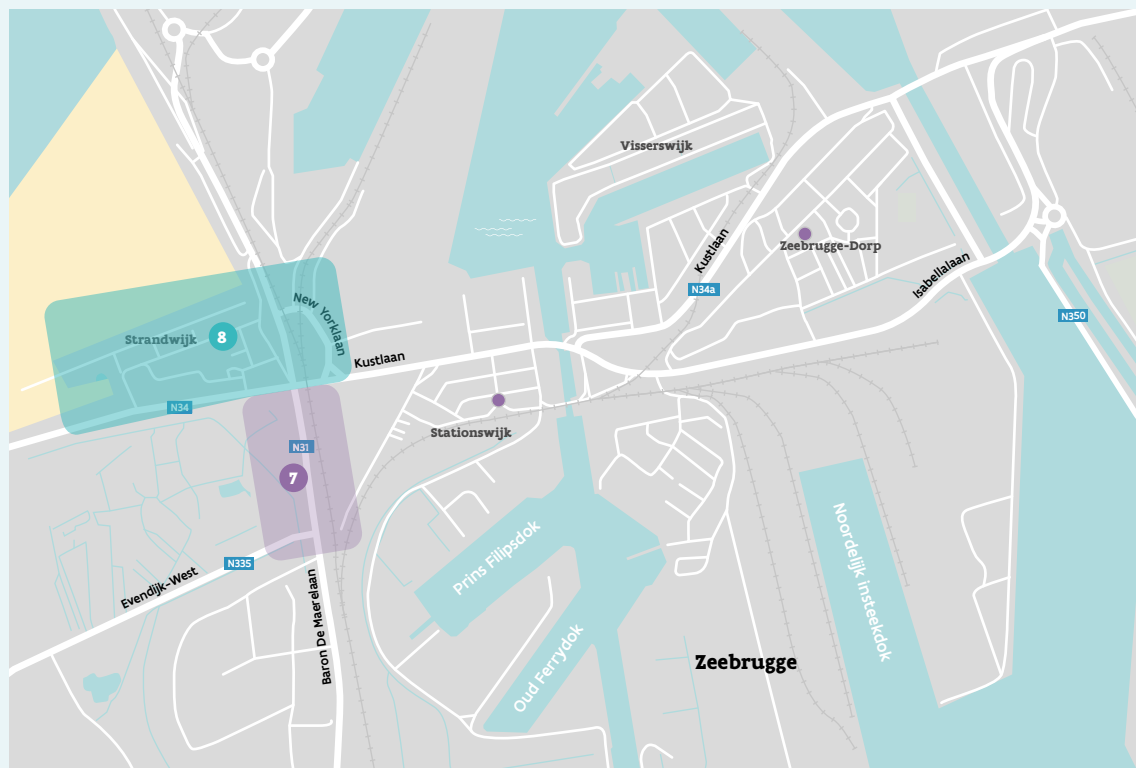 Visserswijk
Zeebrugge-Dorp
Kustlaan
Isabellalaan
N34a
New Yorklaan
N350
Strandwijk
8
Kustlaan
N34
Stationswijk
N31
7
Noordelijk insteekdok
Prins Filipsdok
N335
Evendijk-West
Baron De Maerelaan
Oud Ferrydok
Zeebrugge